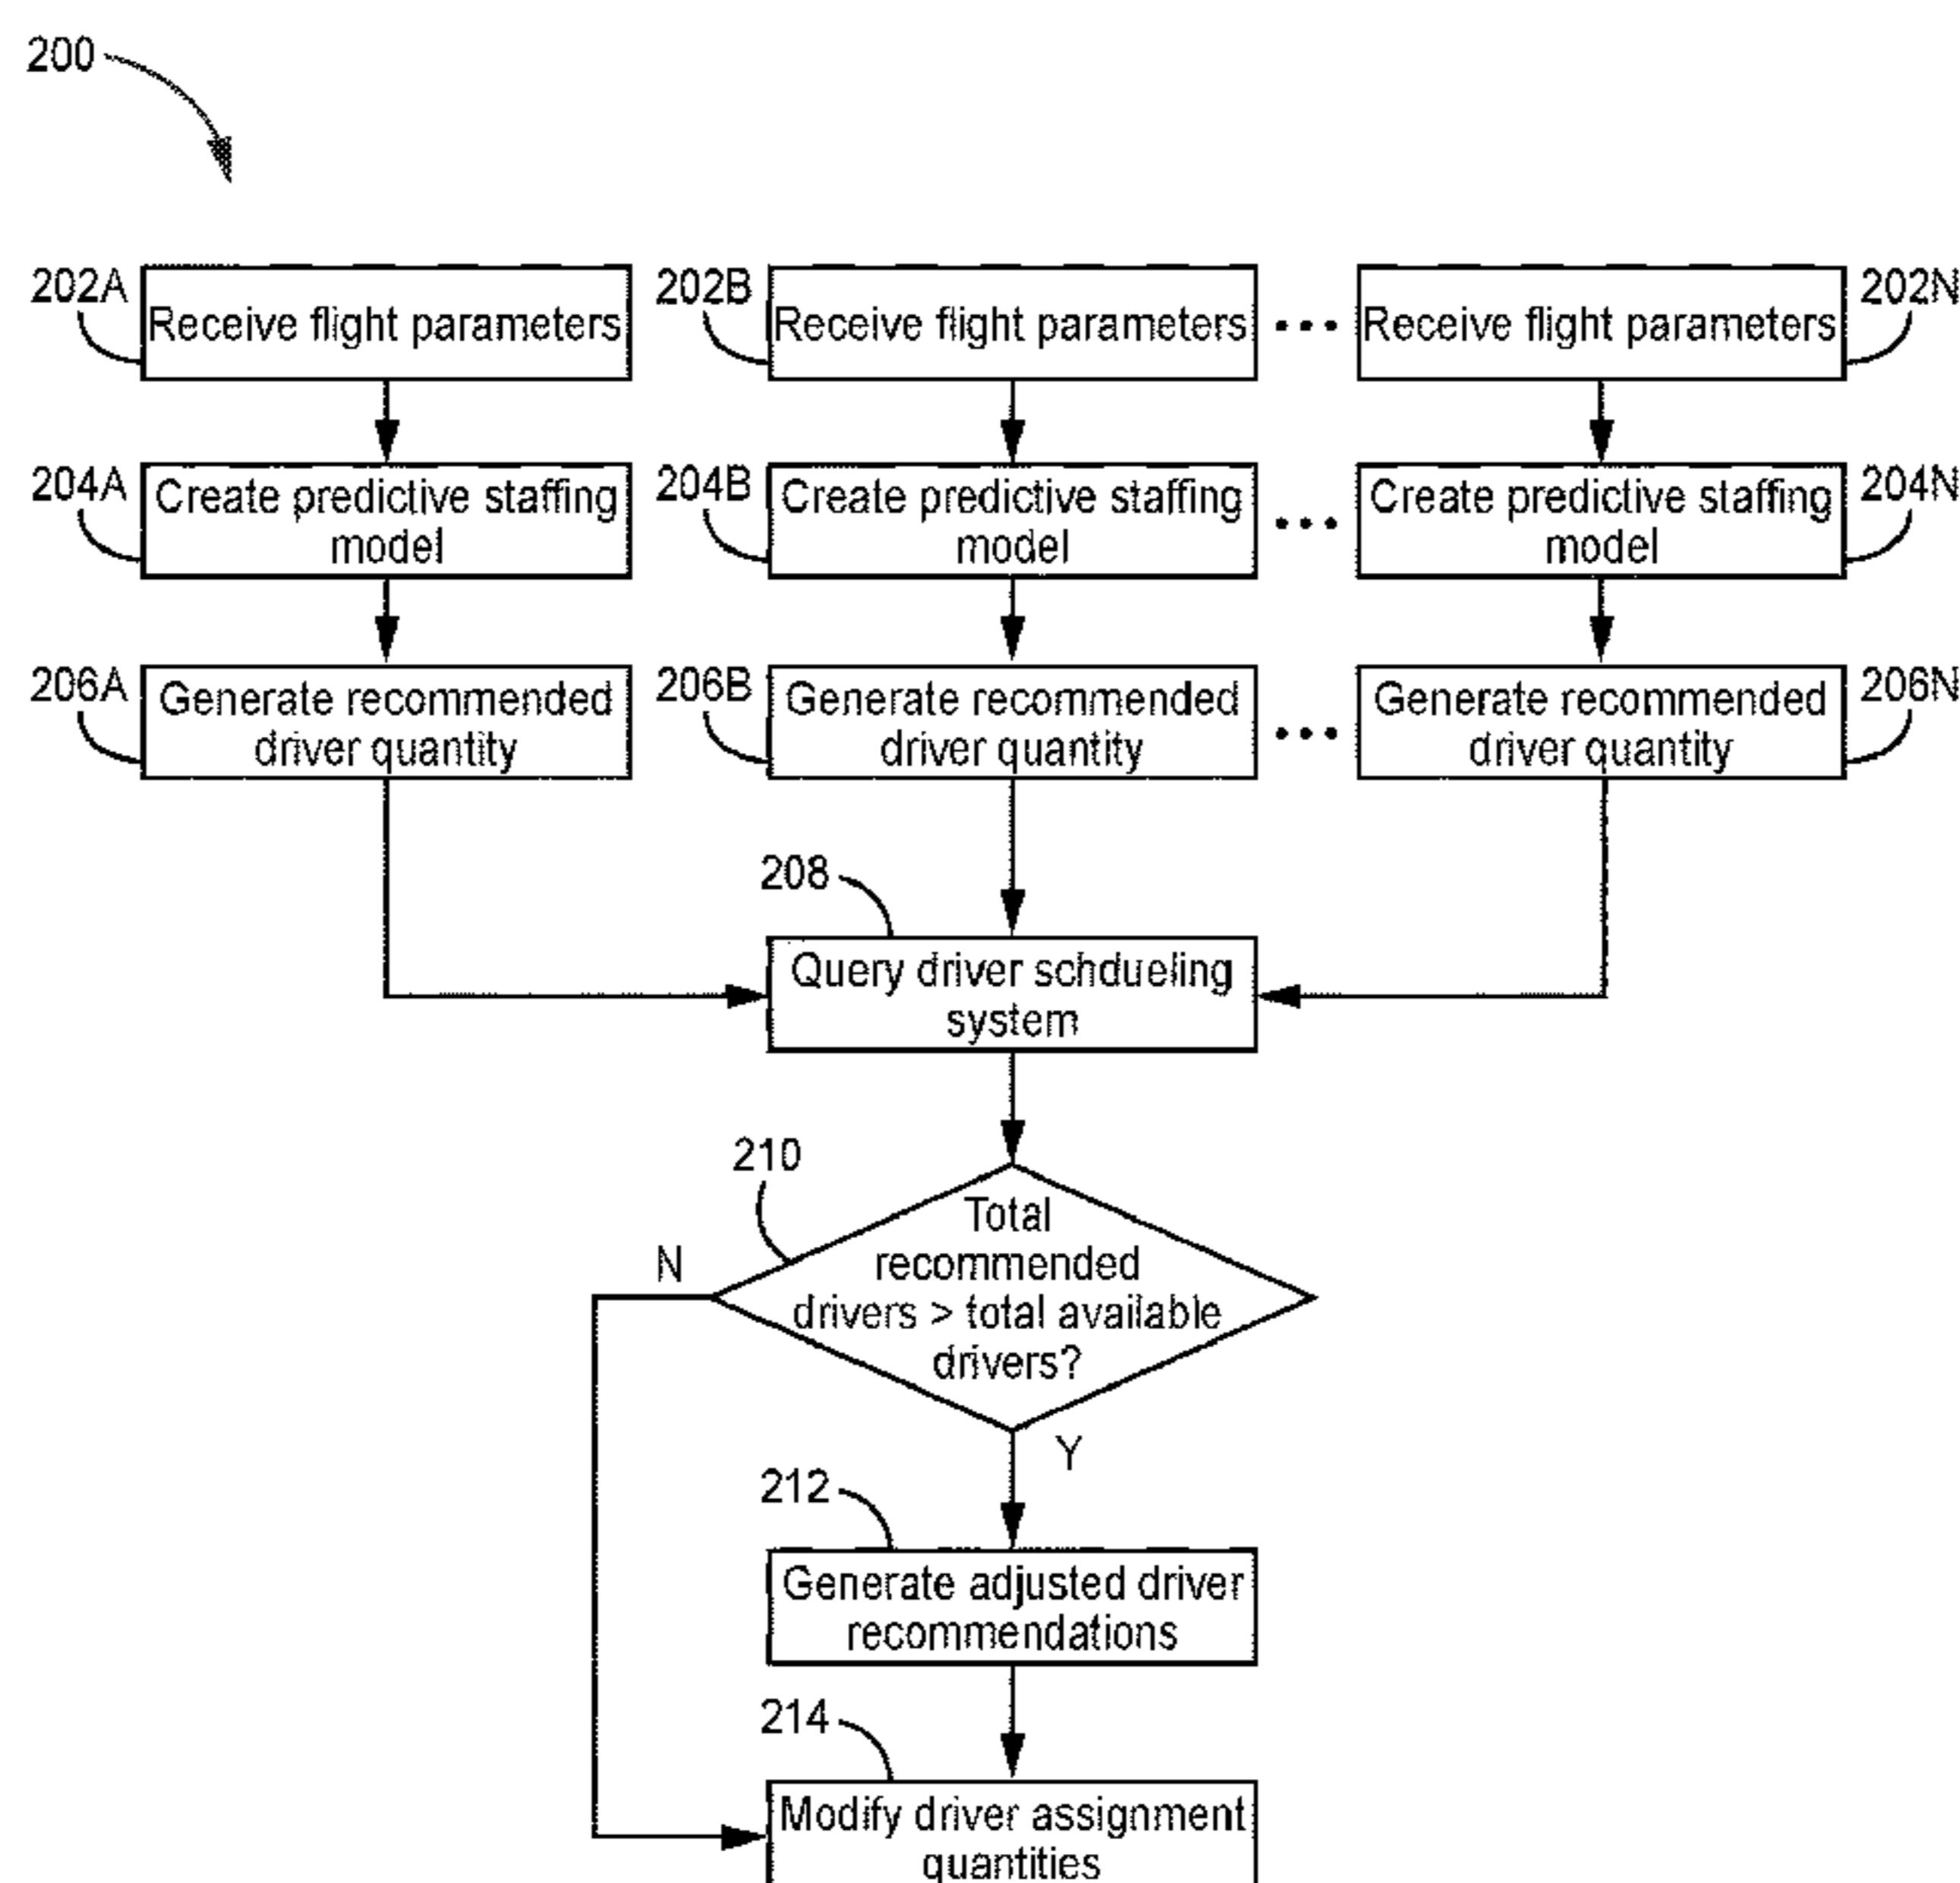 200
202A
Receive flight parameters
202B
Receive flight parameters
•••
Receive flight parameters
202N
204A
Create predictive staffing
model
204B
Create predictive staffing
model
•••
Create predictive staffing
model
204N
206A
Generate recommended
driver quantity
206B
Generate recommended
driver quantity
•••
Generate recommended
driver quantity
206N
208
Query driver schdueling
system
210
Total
recommended
drivers > total available
drivers?
N
Y
212
Generate adjusted driver
recommendations
214
Modify driver assignment
quantities